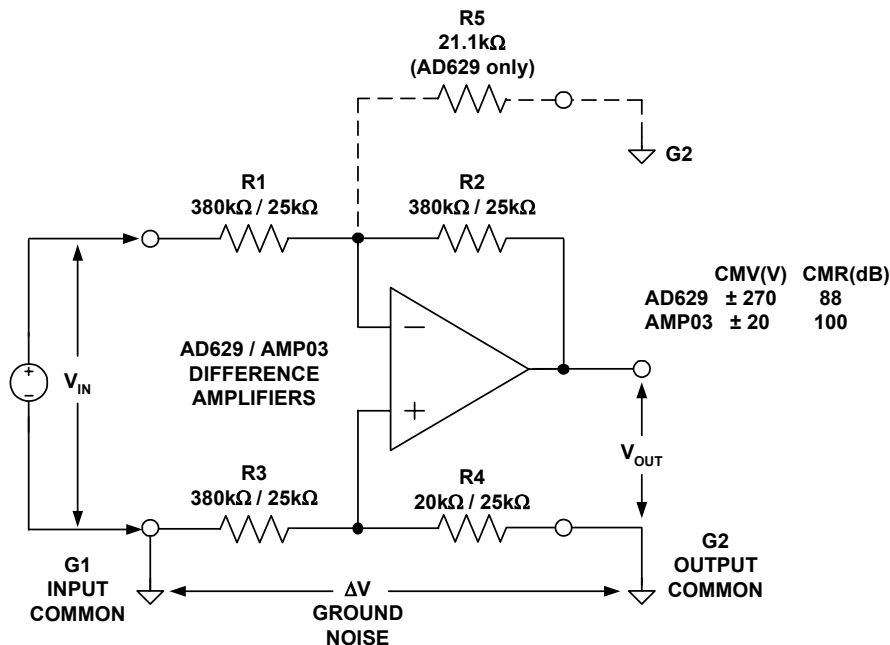 R5
21.1kΩ
(AD629 only)
G2
R1
380kΩ / 25kΩ
R2
380kΩ / 25kΩ
CMV(V) CMR(dB)
AD629 ± 270 88
AMP03 ± 20 100
+
−
V_IN
AD629 / AMP03
DIFFERENCE
AMPLIFIERS
−
+
V_OUT
R3
380kΩ / 25kΩ
R4
20kΩ / 25kΩ
G1
INPUT
COMMON
ΔV
GROUND
NOISE
G2
OUTPUT
COMMON